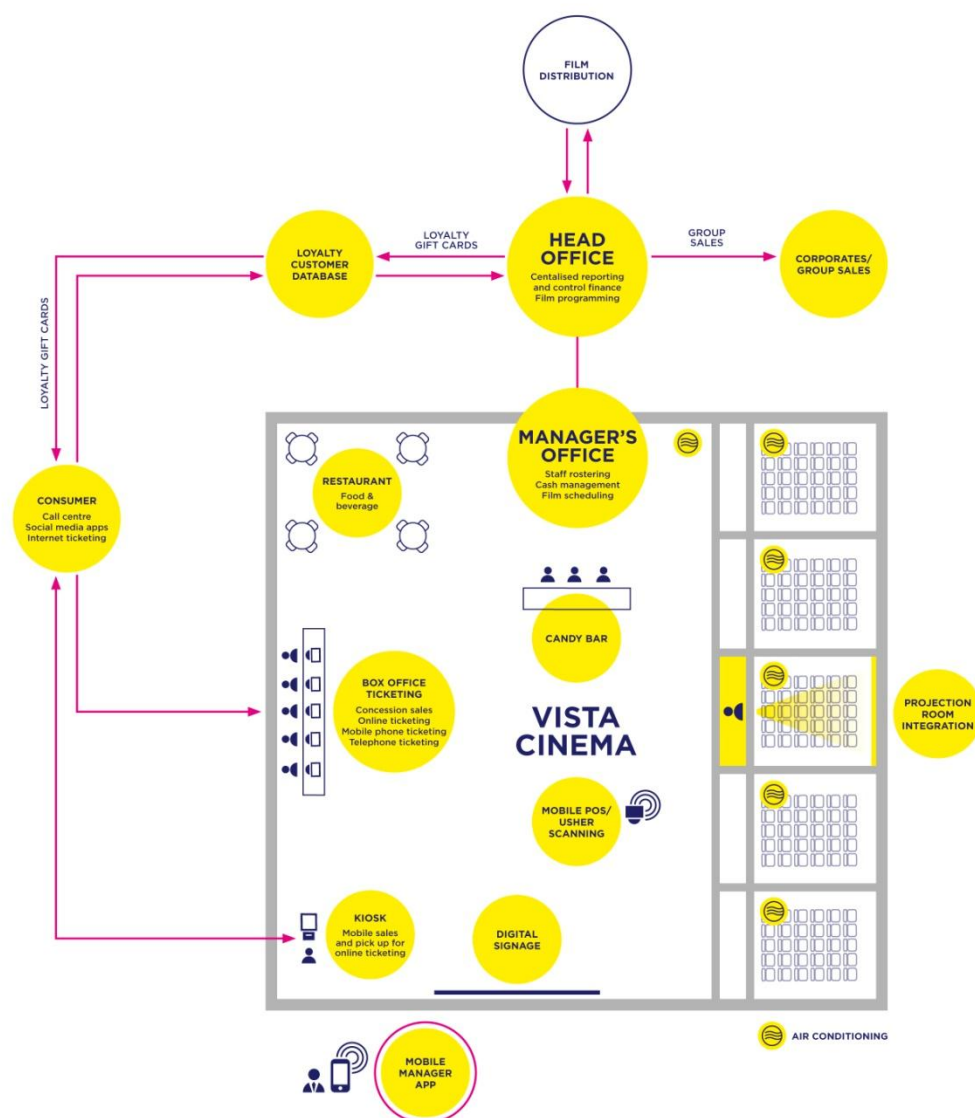 FILM
DISTRIBUTION
LOYALTY
CUSTOMER
DATABASE
LOYALTY
GIFT CARDS
HEAD
OFFICE
Centalised reporting
and control finance
Film programming
GROUP
SALES
CORPORATES/
GROUP SALES
LOYALTY GIFT CARDS
MANAGER'S
OFFICE
Staff rostering
Cash management
Film scheduling
RESTAURANT
Food &
beverage
CONSUMER
Call centre
Social media apps
Internet ticketing
CANDY BAR
BOX OFFICE
TICKETING
Concession sales
Online ticketing
Mobile phone ticketing
Telephone ticketing
VISTA
CINEMA
PROJECTION
ROOM
INTEGRATION
MOBILE POS/
USHER
SCANNING
KIOSK
Mobile sales
and pick up for
online ticketing
DIGITAL
SIGNAGE
AIR CONDITIONING
MOBILE
MANAGER
APP